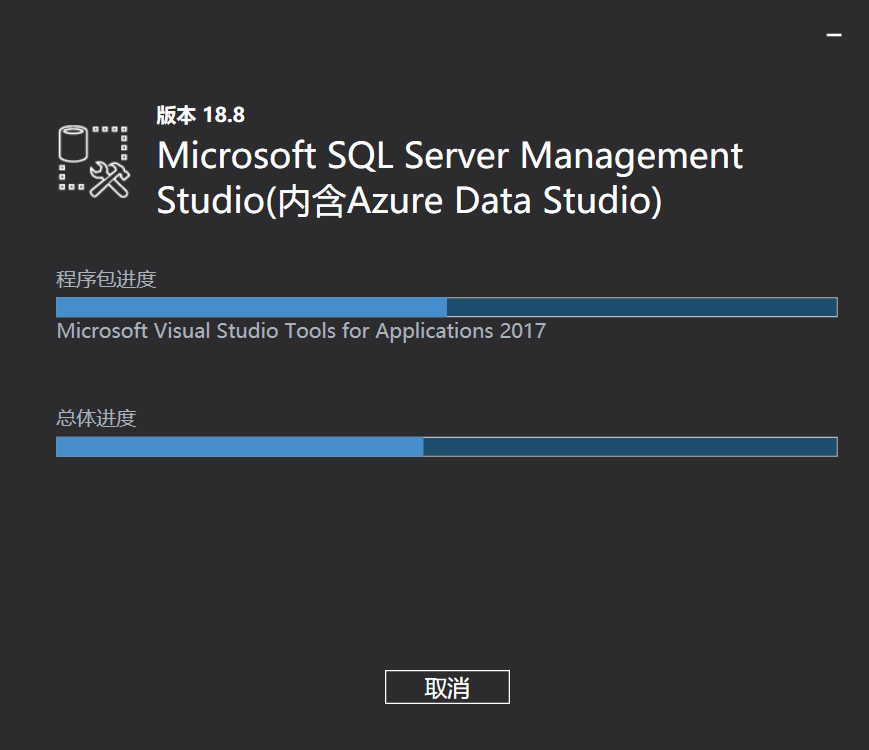 版本 18.8
Microsoft SQL Server Management
Studio(内含Azure Data Studio)
程序包进度
Microsoft Visual Studio Tools for Applications 2017
总体进度
取消